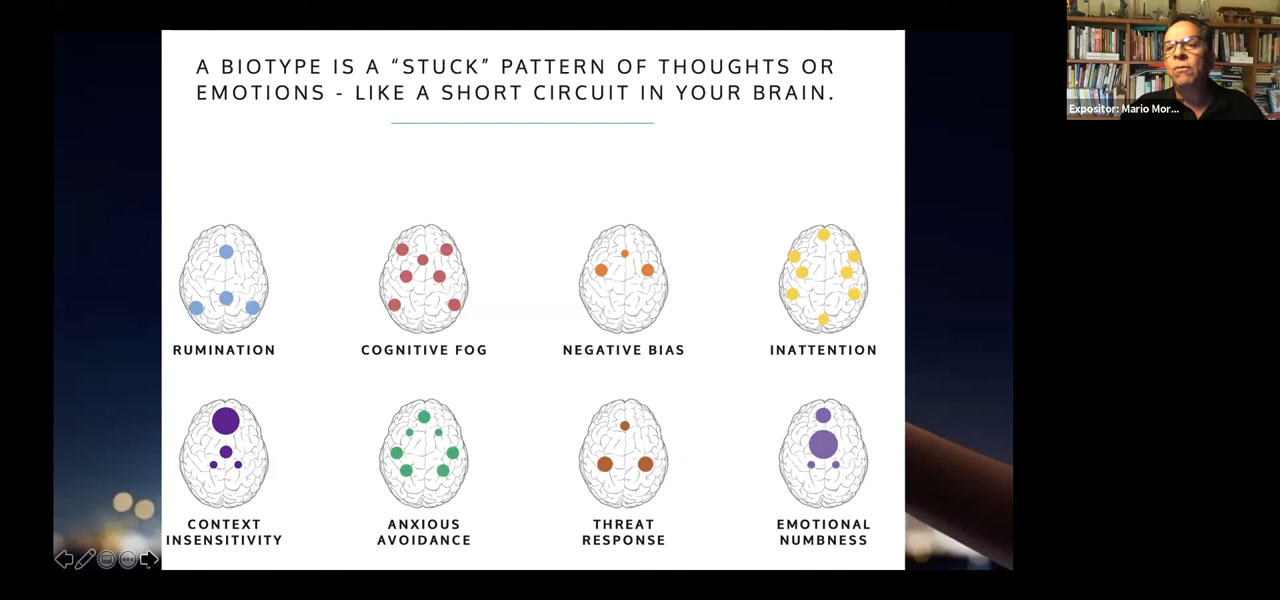 A BIOTYPE IS A “STUCK” PATTERN OF THOUGHTS OR
EMOTIONS - LIKE A SHORT CIRCUIT IN YOUR BRAIN.
Expositor: Mario Mor...
RUMINATION
COGNITIVE FOG
NEGATIVE BIAS
INATTENTION
CONTEXT
INSENSITIVITY
ANXIOUS
AVOIDANCE
THREAT
RESPONSE
EMOTIONAL
NUMBNESS